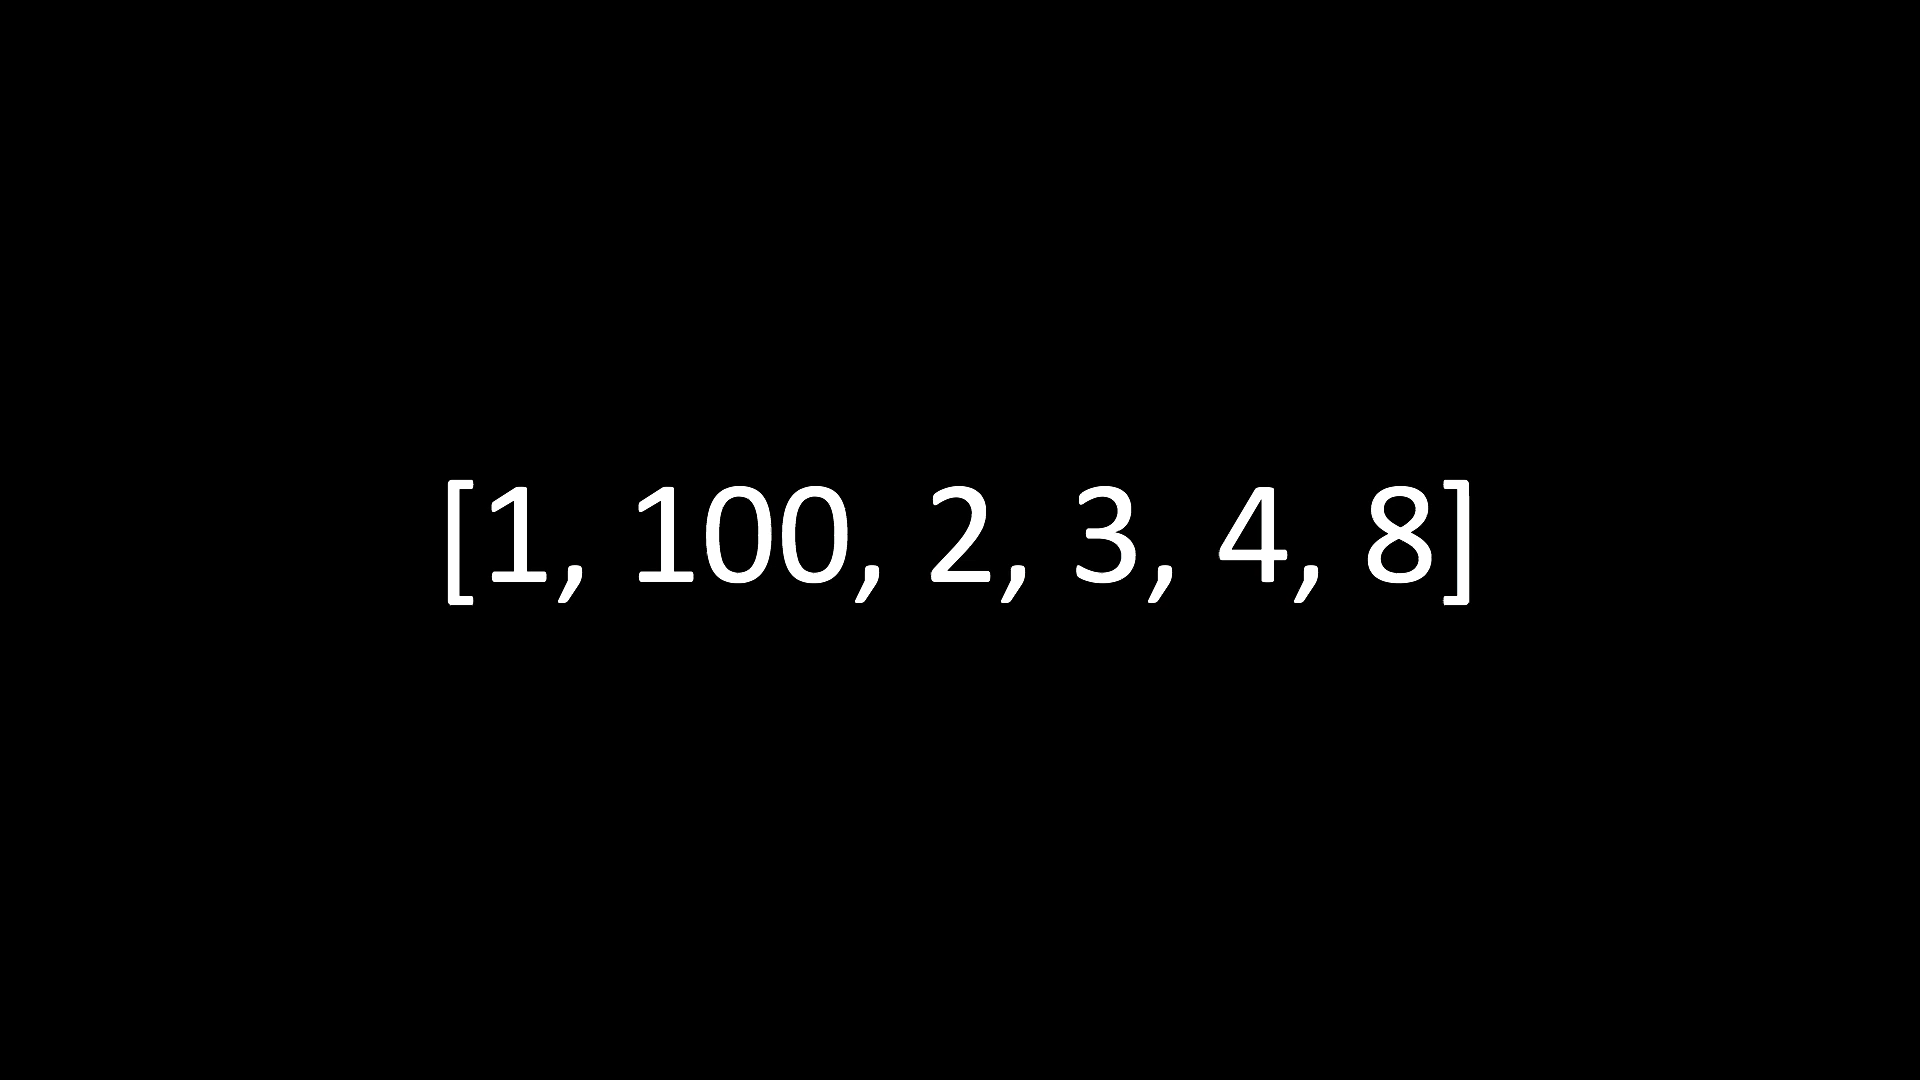 [1, 100, 2, 3, 4, 8]